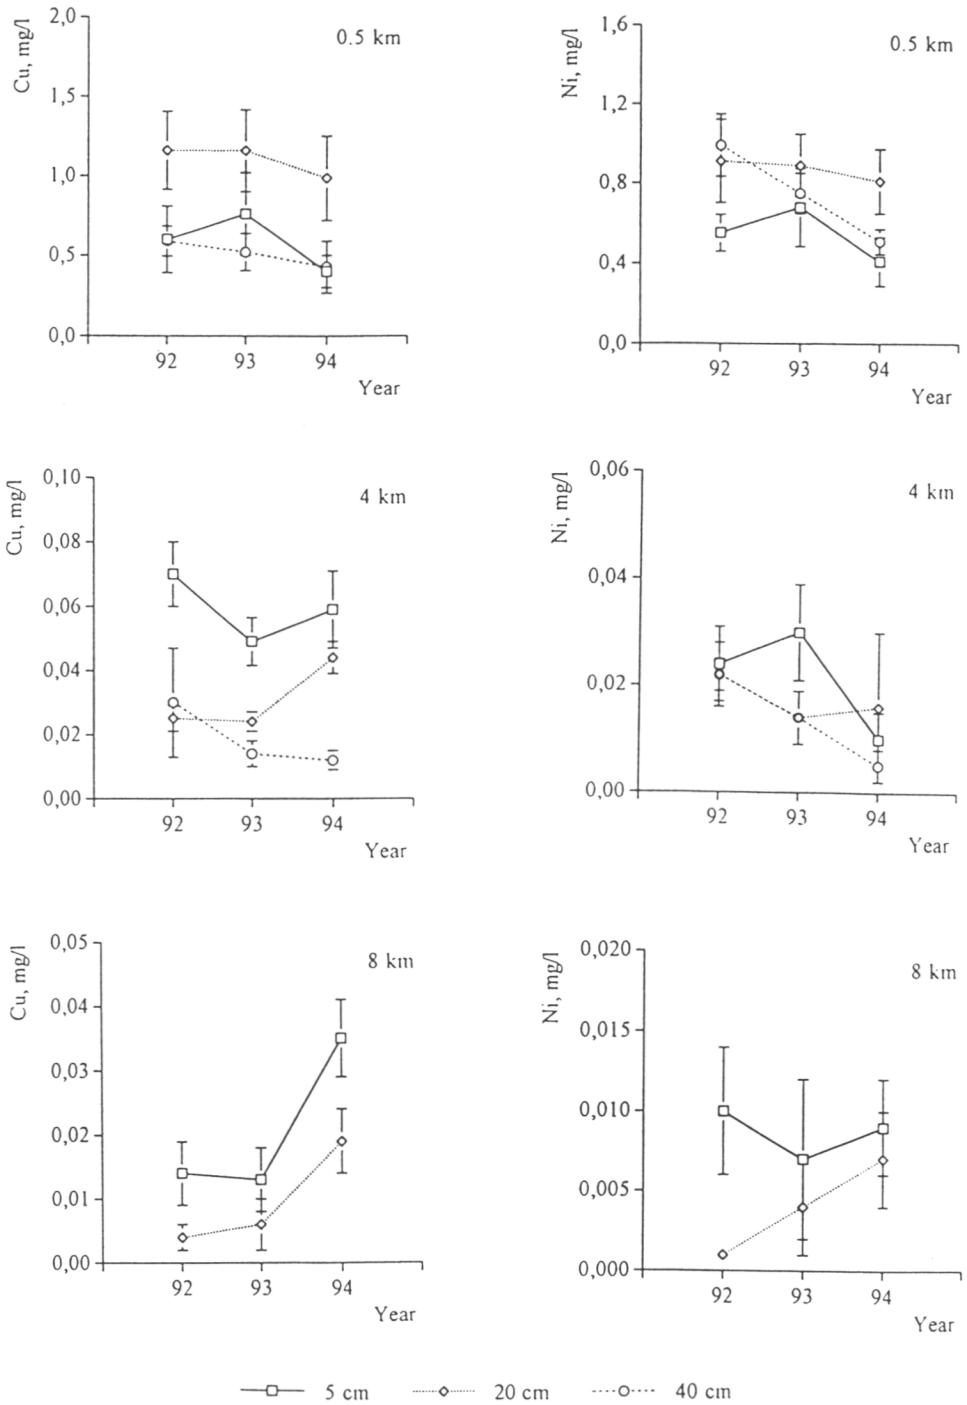 Cu, mg/l
0.5 km
2,0
1,5
1,0
0,5
0,0
92 93 94
Year
Ni, mg/l
0.5 km
1,6
1,2
0,8
0,4
0,0
92 93 94
Year
Cu, mg/l
4 km
0,10
0,08
0,06
0,04
0,02
0,00
92 93 94
Year
Ni, mg/l
4 km
0,06
0,04
0,02
0,00
92 93 94
Year
Cu, mg/l
8 km
0,05
0,04
0,03
0,02
0,01
0,00
92 93 94
Year
Ni, mg/l
8 km
0,020
0,015
0,010
0,005
0,000
92 93 94
Year
5 cm 20 cm 40 cm